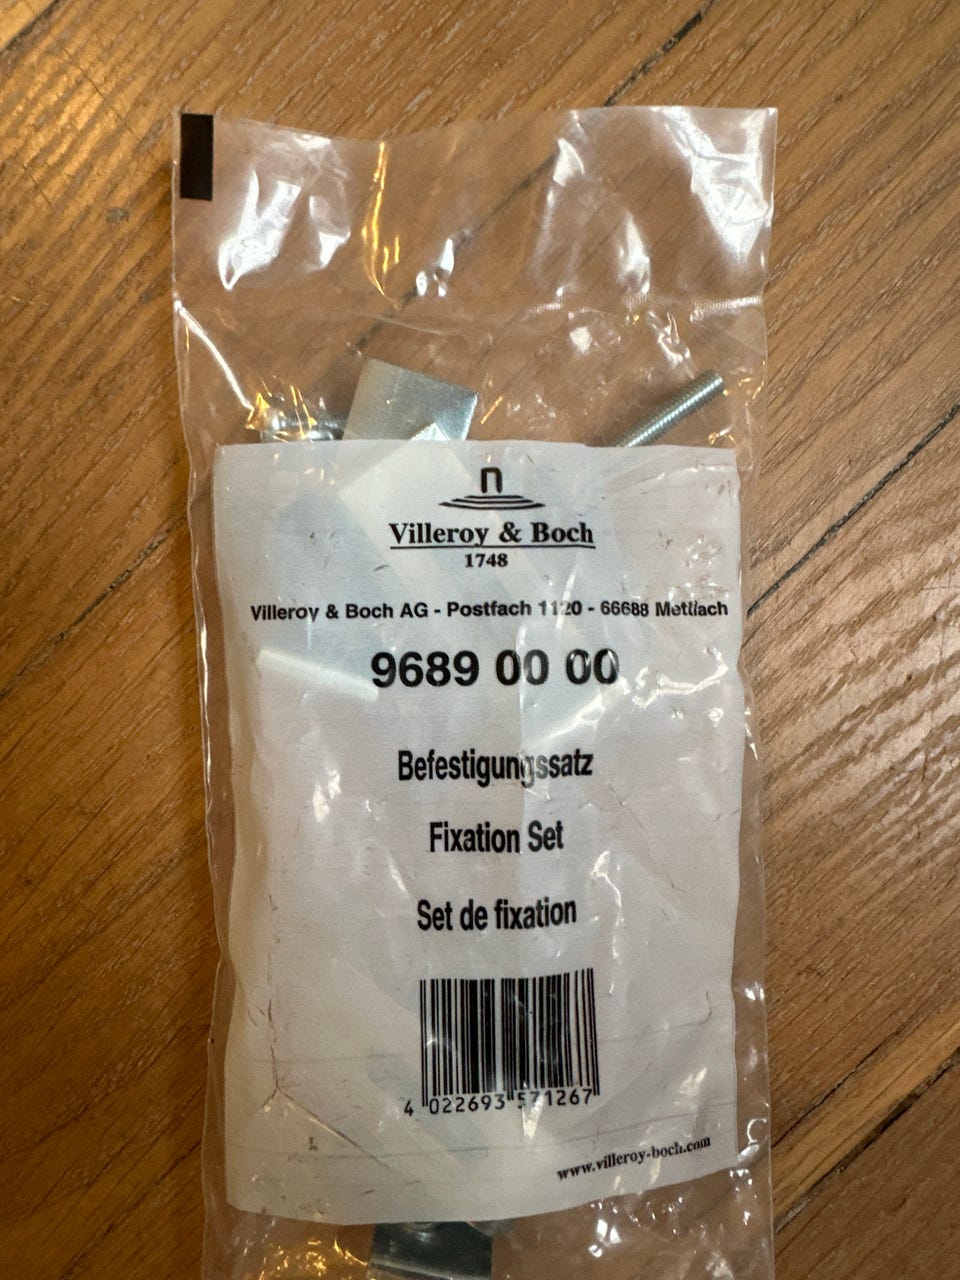 Villeroy & Boch
1748
Villeroy & Boch AG - Postfach 1120 - 66688 Mettlach
9689 00 00
Befestigungssatz
Fixation Set
Set de fixation
4 022693 571267
www.villeroy-boch.com